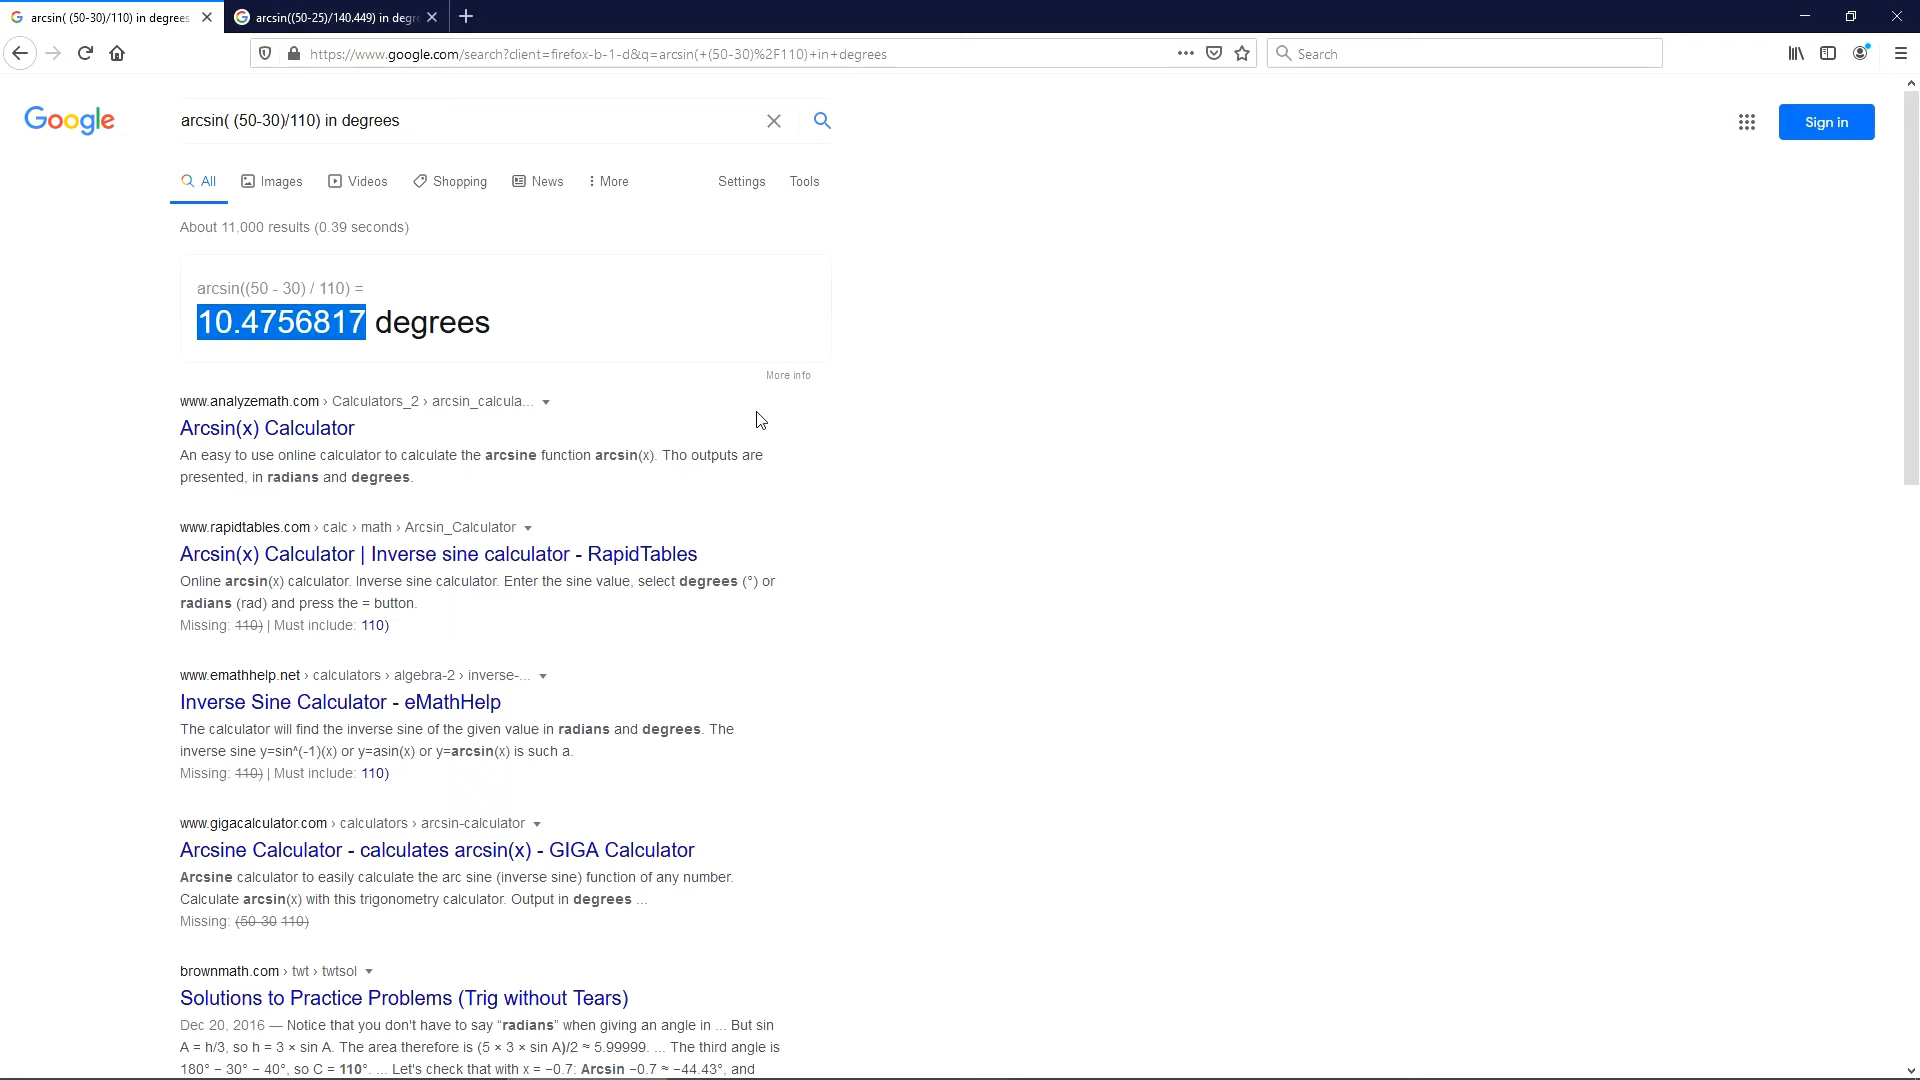 arcsin( (50-30)/110) in degrees
arcsin((50-25)/140.449) in degr
https://www.google.com/search?client=firefox-b-1-d&q=arcsin(+(50-30)%2F110)+in+degrees
Search
Google
arcsin( (50-30)/110) in degrees
Sign in
All
Images
Videos
Shopping
News
More
Settings
Tools
About 11,000 results (0.39 seconds)
arcsin((50 - 30) / 110) =
10.4756817 degrees
More info
www.analyzemath.com › Calculators_2 › arcsin_calcula...
Arcsin(x) Calculator
An easy to use online calculator to calculate the arcsine function arcsin(x). Tho outputs are
presented, in radians and degrees.
www.rapidtables.com › calc › math › Arcsin_Calculator
Arcsin(x) Calculator | Inverse sine calculator - RapidTables
Online arcsin(x) calculator. Inverse sine calculator. Enter the sine value, select degrees (°) or
radians (rad) and press the = button.
Missing: 110) | Must include: 110)
www.emathhelp.net › calculators › algebra-2 › inverse-...
Inverse Sine Calculator - eMathHelp
The calculator will find the inverse sine of the given value in radians and degrees. The
inverse sine y=sin^(-1)(x) or y=asin(x) or y=arcsin(x) is such a.
Missing: 110) | Must include: 110)
www.gigacalculator.com › calculators › arcsin-calculator
Arcsine Calculator - calculates arcsin(x) - GIGA Calculator
Arcsine calculator to easily calculate the arc sine (inverse sine) function of any number.
Calculate arcsin(x) with this trigonometry calculator. Output in degrees ...
Missing: (50-30 110)
brownmath.com › twt › twtsol
Solutions to Practice Problems (Trig without Tears)
Dec 20, 2016 — Notice that you don't have to say “radians” when giving an angle in ... But sin
A = h/3, so h = 3 × sin A. The area therefore is (5 × 3 × sin A)/2 ≈ 5.99999. ... The third angle is
180° − 30° − 40°, so C = 110°. ... Let's check that with x = −0.7: Arcsin −0.7 ≈ −44.43°, and